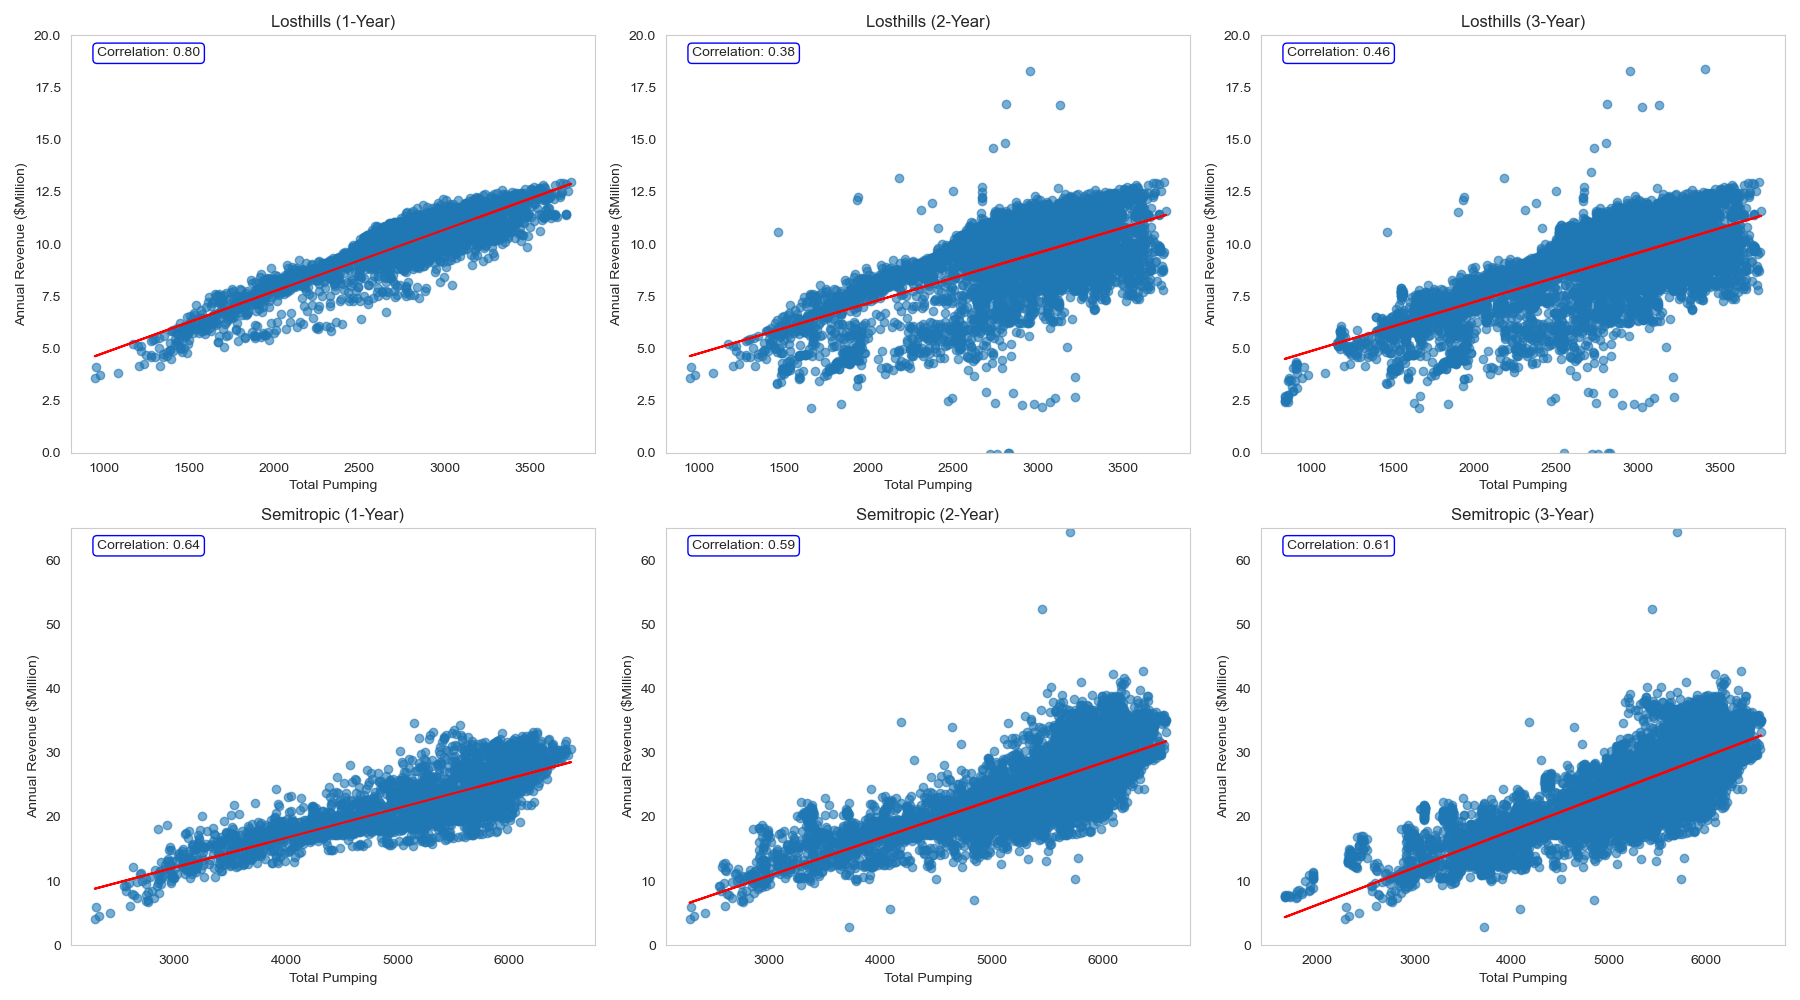 Losthills (1-Year)
Correlation: 0.80
20.0
17.5
15.0
12.5
10.0
7.5
5.0
2.5
0.0
Annual Revenue ($Million)
1000 1500 2000 2500 3000 3500
Total Pumping
Losthills (2-Year)
Correlation: 0.38
20.0
17.5
15.0
12.5
10.0
7.5
5.0
2.5
0.0
Annual Revenue ($Million)
1000 1500 2000 2500 3000 3500
Total Pumping
Losthills (3-Year)
Correlation: 0.46
20.0
17.5
15.0
12.5
10.0
7.5
5.0
2.5
0.0
Annual Revenue ($Million)
1000 1500 2000 2500 3000 3500
Total Pumping
Semitropic (1-Year)
Correlation: 0.64
60
50
40
30
20
10
0
Annual Revenue ($Million)
3000 4000 5000 6000
Total Pumping
Semitropic (2-Year)
Correlation: 0.59
60
50
40
30
20
10
0
Annual Revenue ($Million)
3000 4000 5000 6000
Total Pumping
Semitropic (3-Year)
Correlation: 0.61
60
50
40
30
20
10
0
Annual Revenue ($Million)
2000 3000 4000 5000 6000
Total Pumping